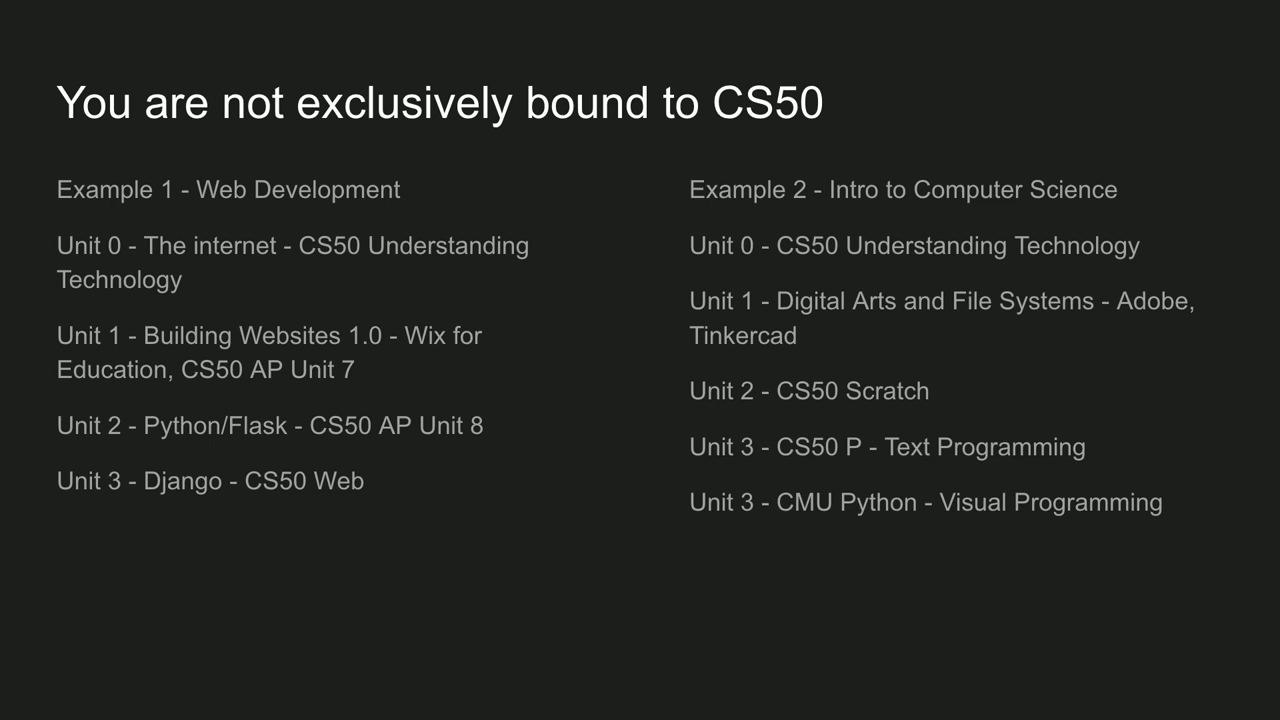 You are not exclusively bound to CS50
Example 1 - Web Development
Unit 0 - The internet - CS50 Understanding
Technology
Unit 1 - Building Websites 1.0 - Wix for
Education, CS50 AP Unit 7
Unit 2 - Python/Flask - CS50 AP Unit 8
Unit 3 - Django - CS50 Web
Example 2 - Intro to Computer Science
Unit 0 - CS50 Understanding Technology
Unit 1 - Digital Arts and File Systems - Adobe,
Tinkercad
Unit 2 - CS50 Scratch
Unit 3 - CS50 P - Text Programming
Unit 3 - CMU Python - Visual Programming